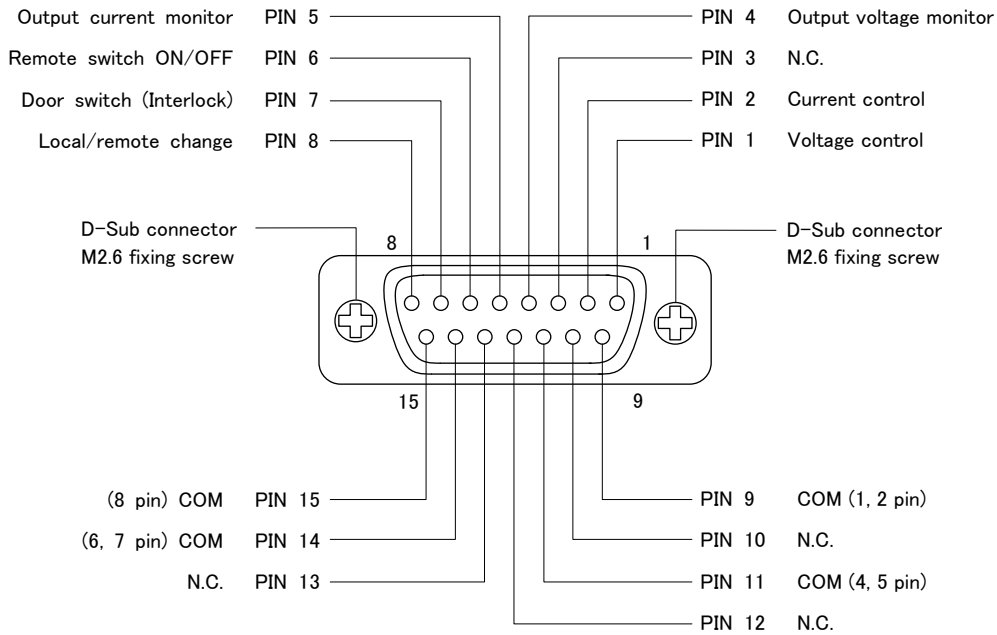 Output current monitor PIN 5
Remote switch ON/OFF PIN 6
Door switch (Interlock) PIN 7
Local/remote change PIN 8
PIN 4 Output voltage monitor
PIN 3 N.C.
PIN 2 Current control
PIN 1 Voltage control
D-Sub connector
M2.6 fixing screw
8
1
D-Sub connector
M2.6 fixing screw
15
9
(8 pin) COM PIN 15
(6, 7 pin) COM PIN 14
N.C. PIN 13
PIN 9 COM (1, 2 pin)
PIN 10 N.C.
PIN 11 COM (4, 5 pin)
PIN 12 N.C.